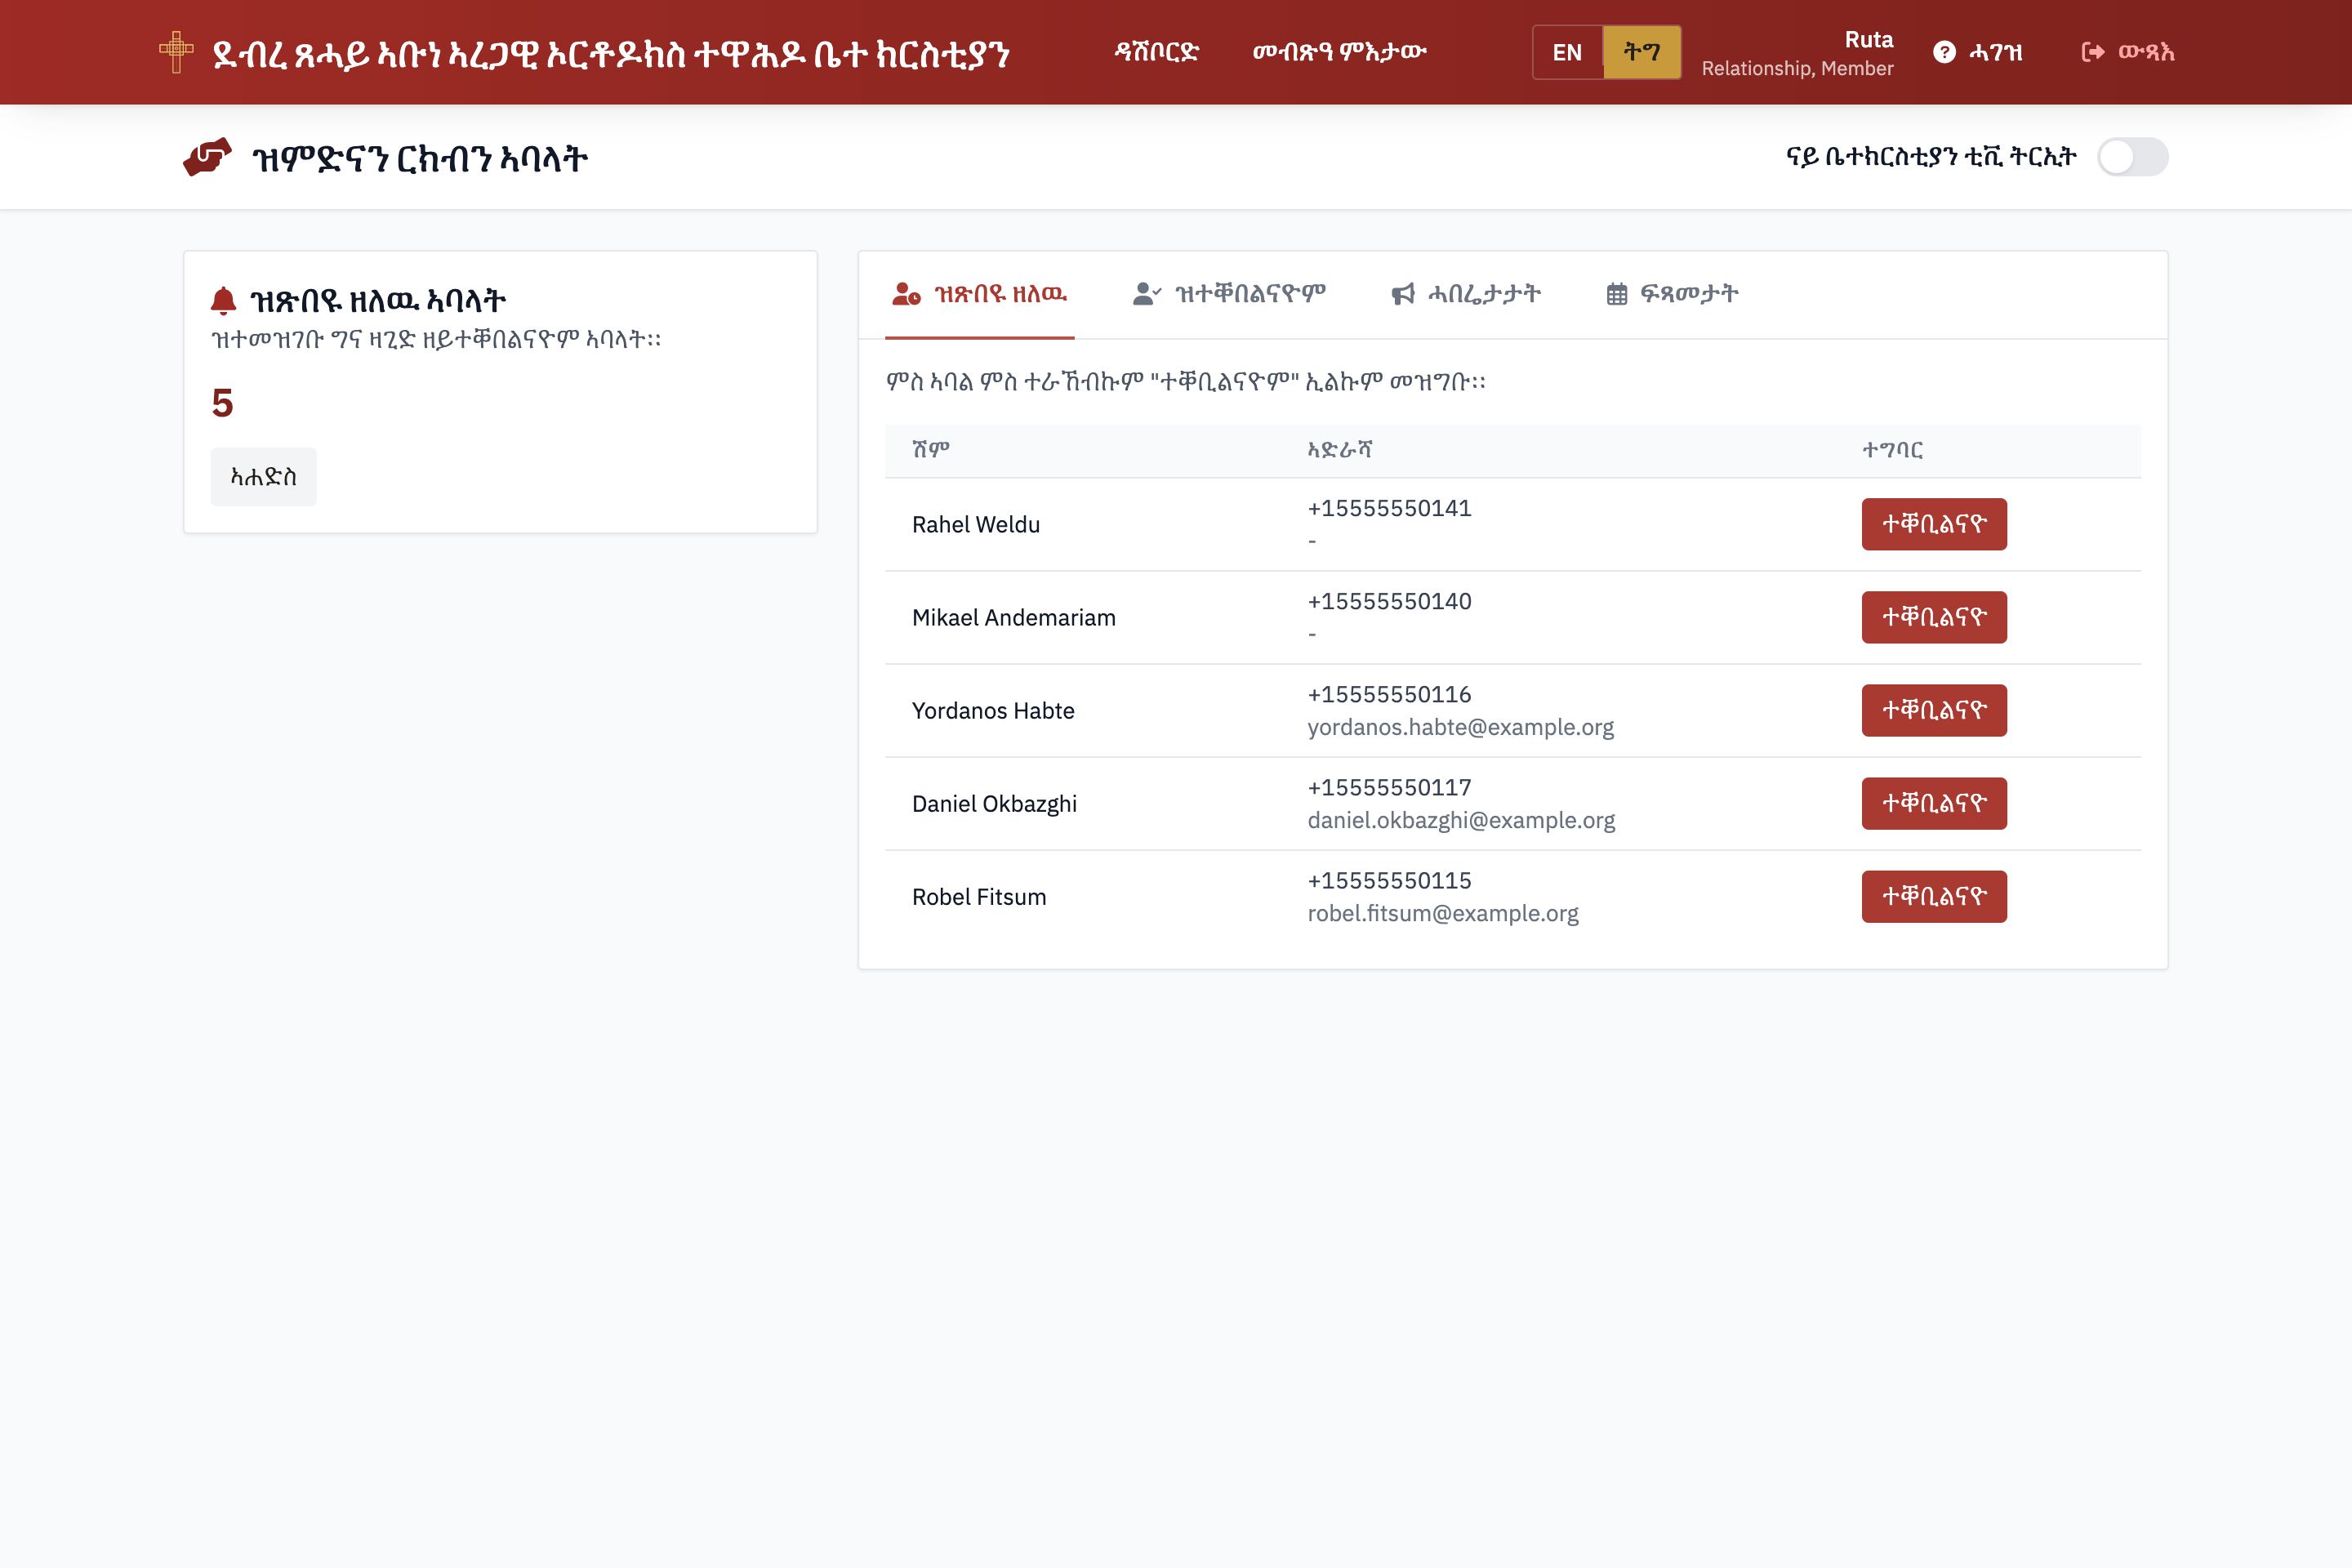 ደብረ ጸሓይ ኣቡነ ኣረጋዊ ኦርቶዶክስ ተዋሕዶ ቤተ ክርስቲያን
ዳሽቦርድ
መብጽዓ ምእታው
EN
ትግ
Ruta
Relationship, Member
ሓገዝ
ውጻእ
ዝምድናን ርክብን ኣባላት
ናይ ቤተክርስቲያን ቲቪ ትርኢት
ዝጽበዩ ዘለዉ ኣባላት
ዝተመዝገቡ ግና ዛጊድ ዘይተቐበልናዮም ኣባላት፡፡
5
ኣሐድስ
ዝጽበዩ ዘለዉ
ዝተቐበልናዮም
ሓበሬታታት
ፍጻመታት
ምስ ኣባል ምስ ተራኸብኩም "ተቐቢልናዮም" ኢልኩም መዝግቡ፡፡
ሽም
ኣድራሻ
ተግባር
Rahel Weldu
+15555550141
-
ተቐቢልናዮ
Mikael Andemariam
+15555550140
-
ተቐቢልናዮ
Yordanos Habte
+15555550116
yordanos.habte@example.org
ተቐቢልናዮ
Daniel Okbazghi
+15555550117
daniel.okbazghi@example.org
ተቐቢልናዮ
Robel Fitsum
+15555550115
robel.fitsum@example.org
ተቐቢልናዮ